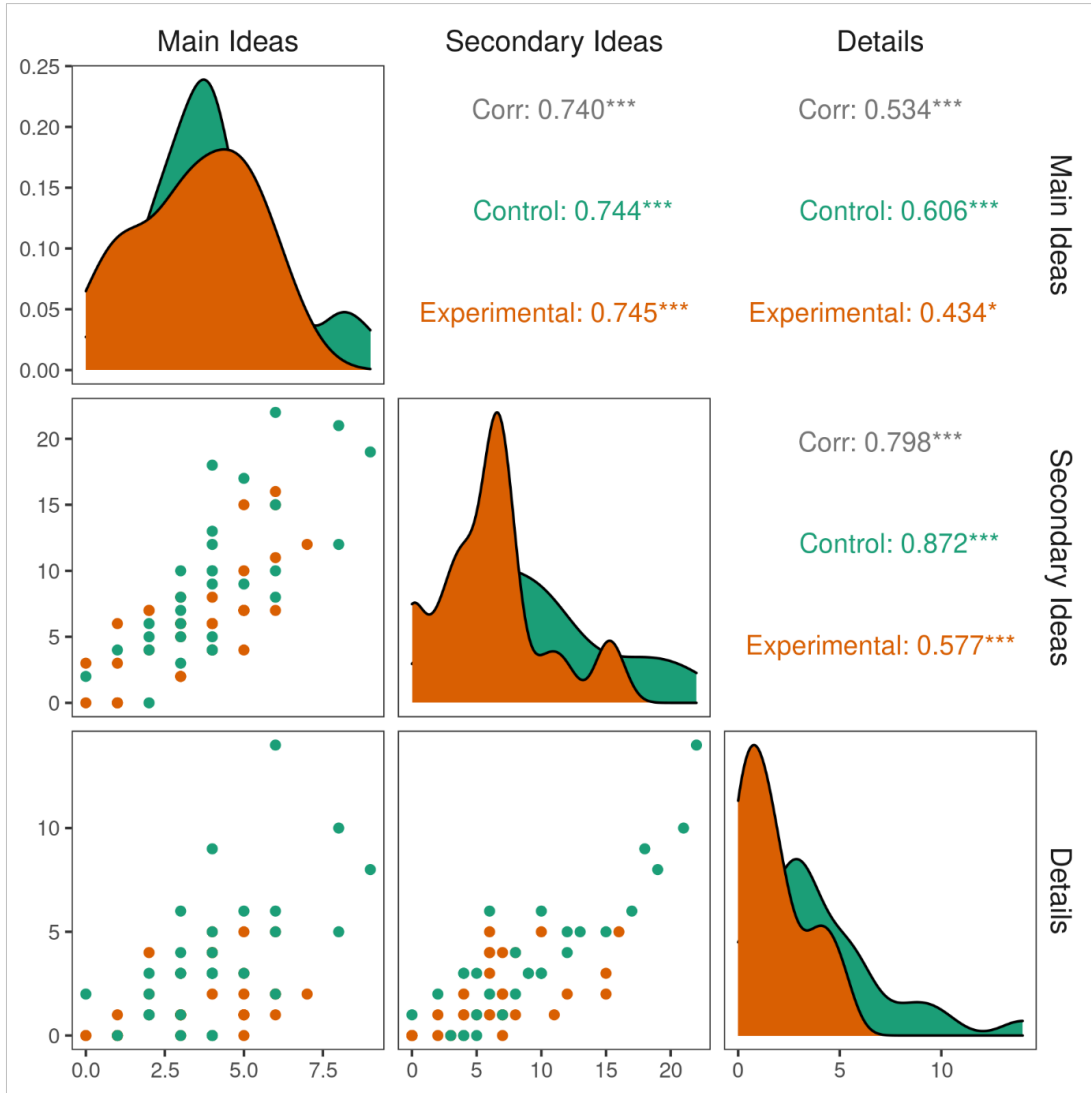 Main Ideas
Secondary Ideas
Details
0.25
0.20
0.15
0.10
0.05
0.00
Corr: 0.740***
Control: 0.744***
Experimental: 0.745***
Corr: 0.534***
Control: 0.606***
Experimental: 0.434*
Main Ideas
20
15
10
5
0
Corr: 0.798***
Control: 0.872***
Experimental: 0.577***
Secondary Ideas
10
5
0
Details
0.0 2.5 5.0 7.5
0 5 10 15 20
0 5 10